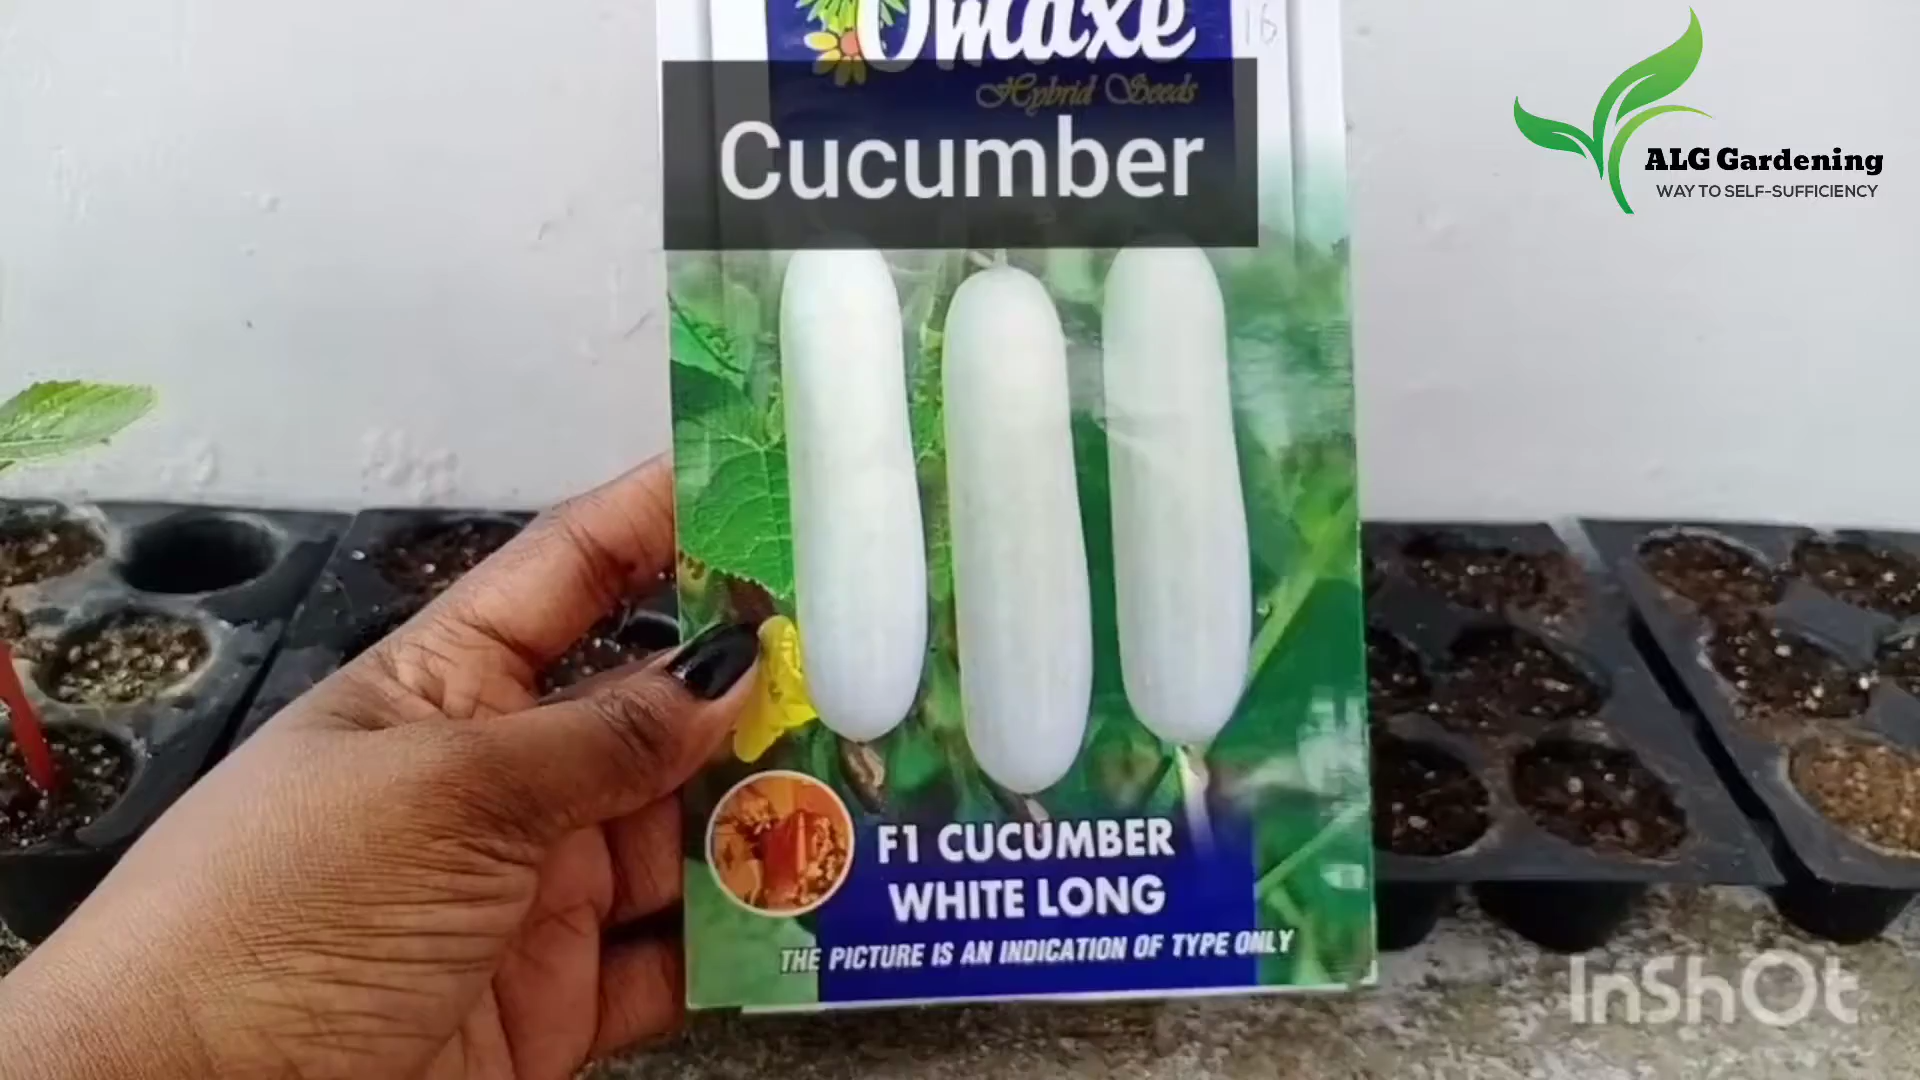 Omaxe
16
Hybrid Seeds
Cucumber
ALG Gardening
WAY TO SELF-SUFFICIENCY
F1 CUCUMBER
WHITE LONG
THE PICTURE IS AN INDICATION OF TYPE ONLY
InShOt